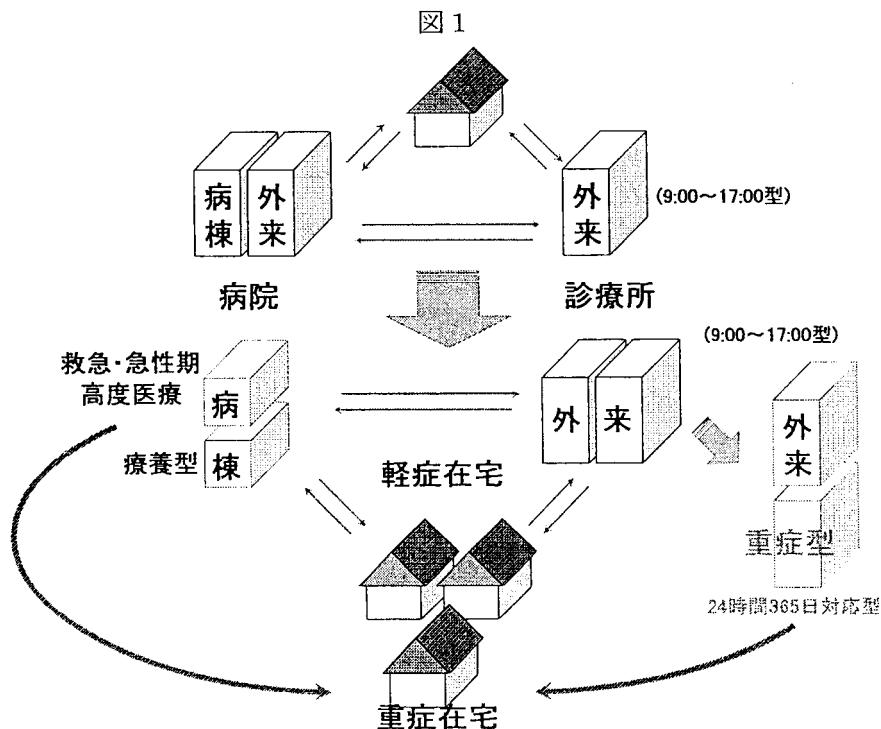 図1
病棟
外来
外来
(9:00〜17:00型)
病院
診療所
(9:00〜17:00型)
救急・急性期
高度医療
病
棟
療養型
外
来
外来
軽症在宅
重症型
24時間365日対応型
重症在宅